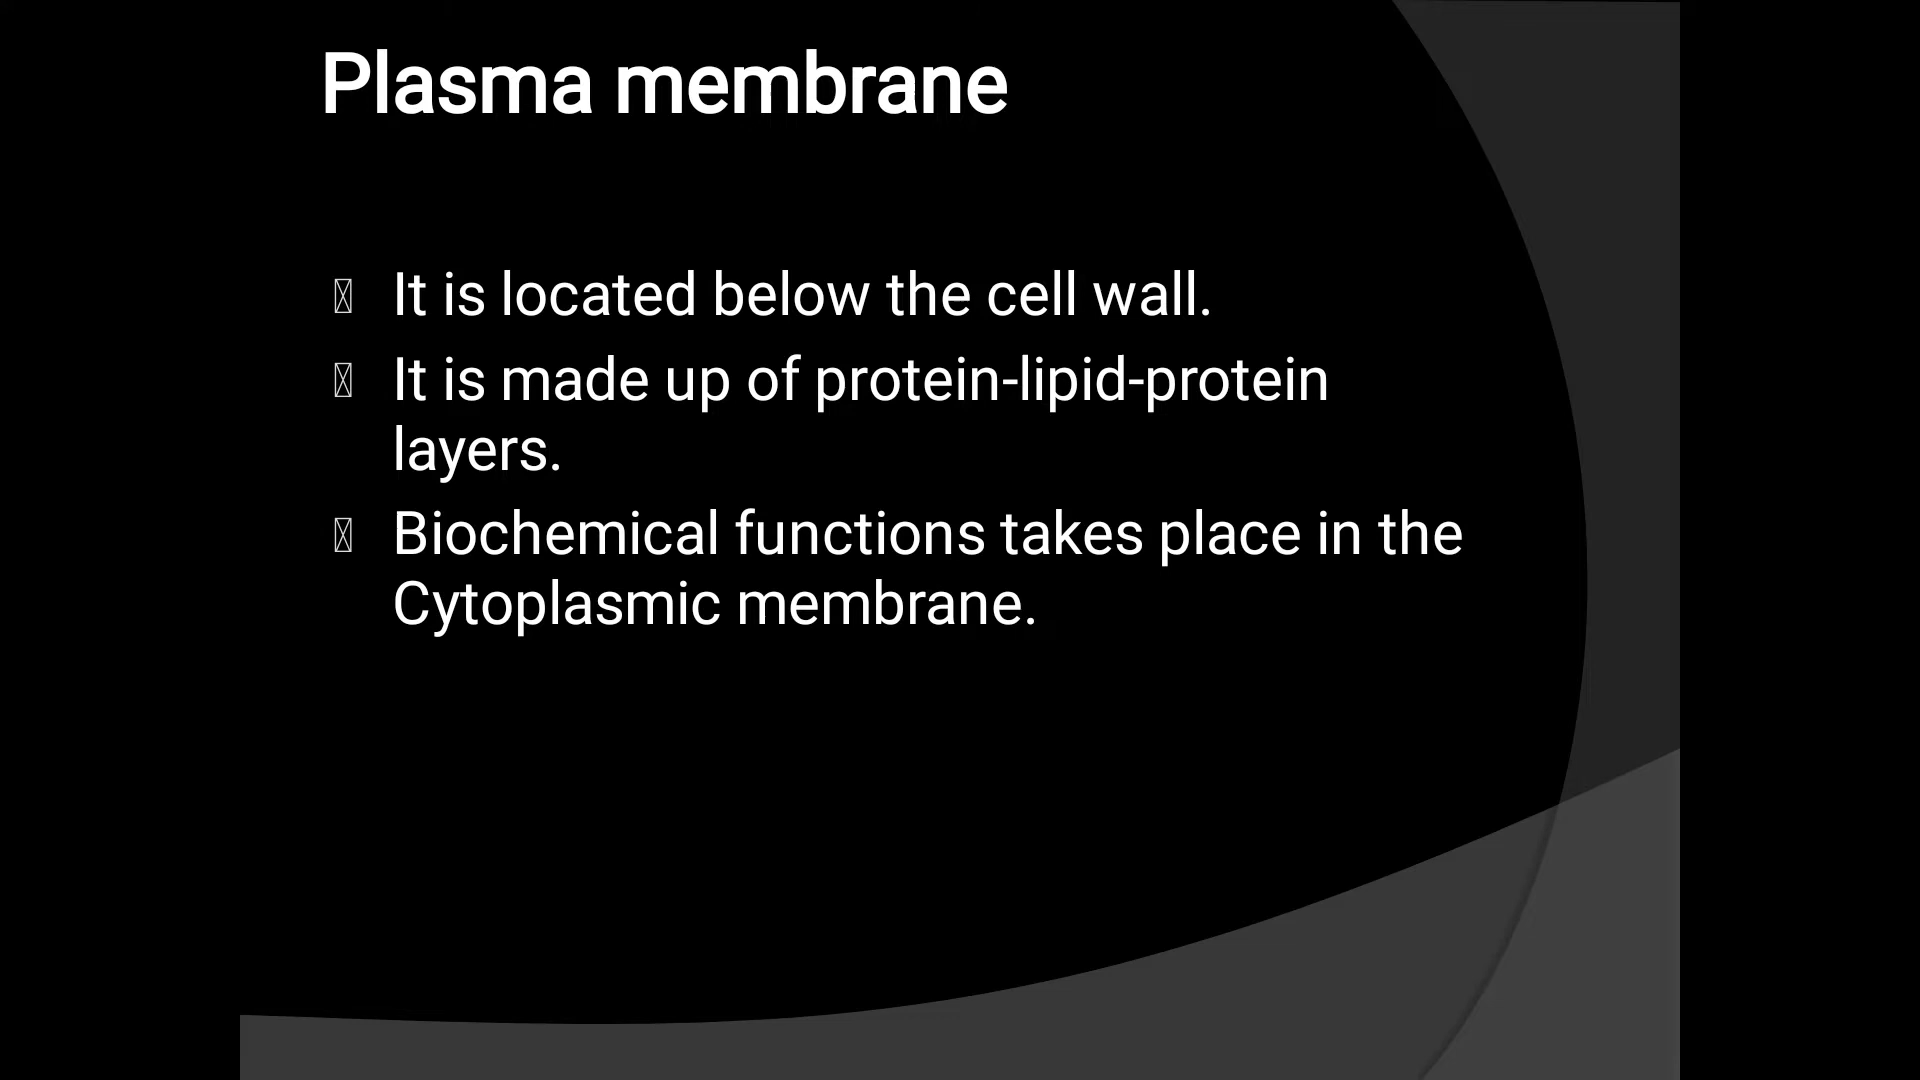 Plasma membrane
It is located below the cell wall.
It is made up of protein-lipid-protein
layers.
Biochemical functions takes place in the
Cytoplasmic membrane.